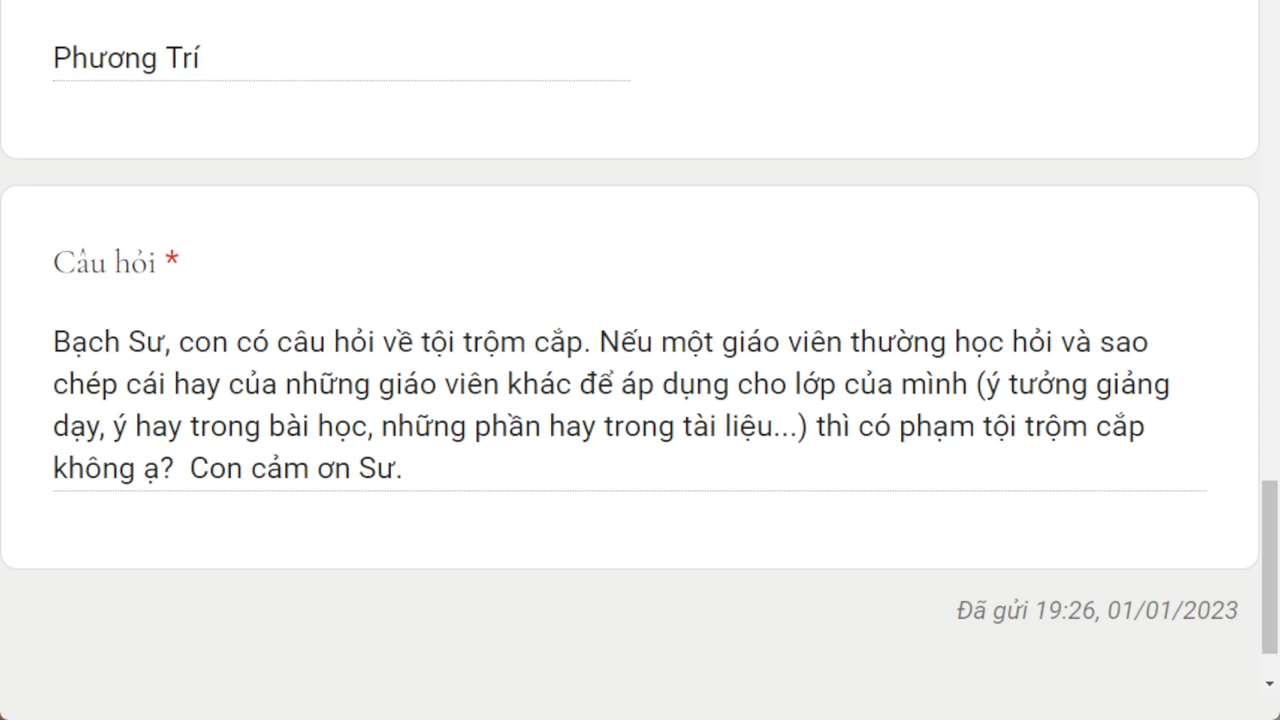 Phương Trí
Câu hỏi *
Bạch Sư, con có câu hỏi về tội trộm cắp. Nếu một giáo viên thường học hỏi và sao
chép cái hay của những giáo viên khác để áp dụng cho lớp của mình (ý tưởng giảng
dạy, ý hay trong bài học, những phần hay trong tài liệu...) thì có phạm tội trộm cắp
không ạ?  Con cảm ơn Sư.
Đã gửi 19:26, 01/01/2023